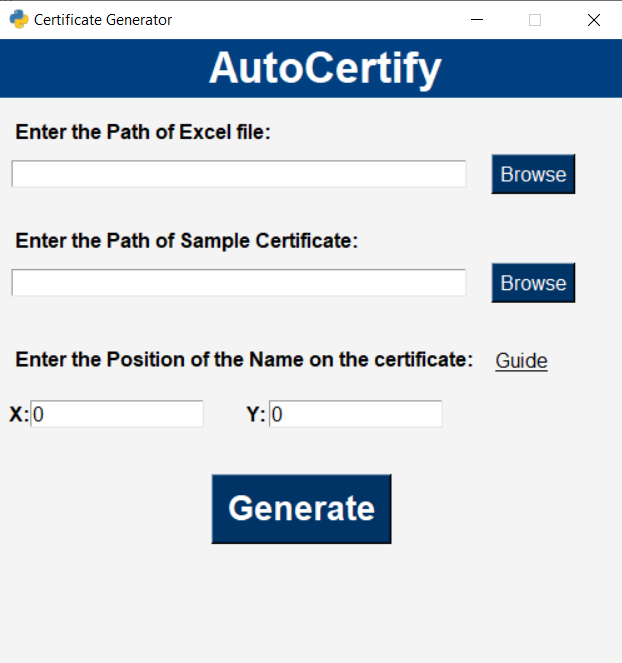 Certificate Generator
AutoCertify
Enter the Path of Excel file:
Browse
Enter the Path of Sample Certificate:
Browse
Enter the Position of the Name on the certificate: Guide
X: 0 Y: 0
Generate